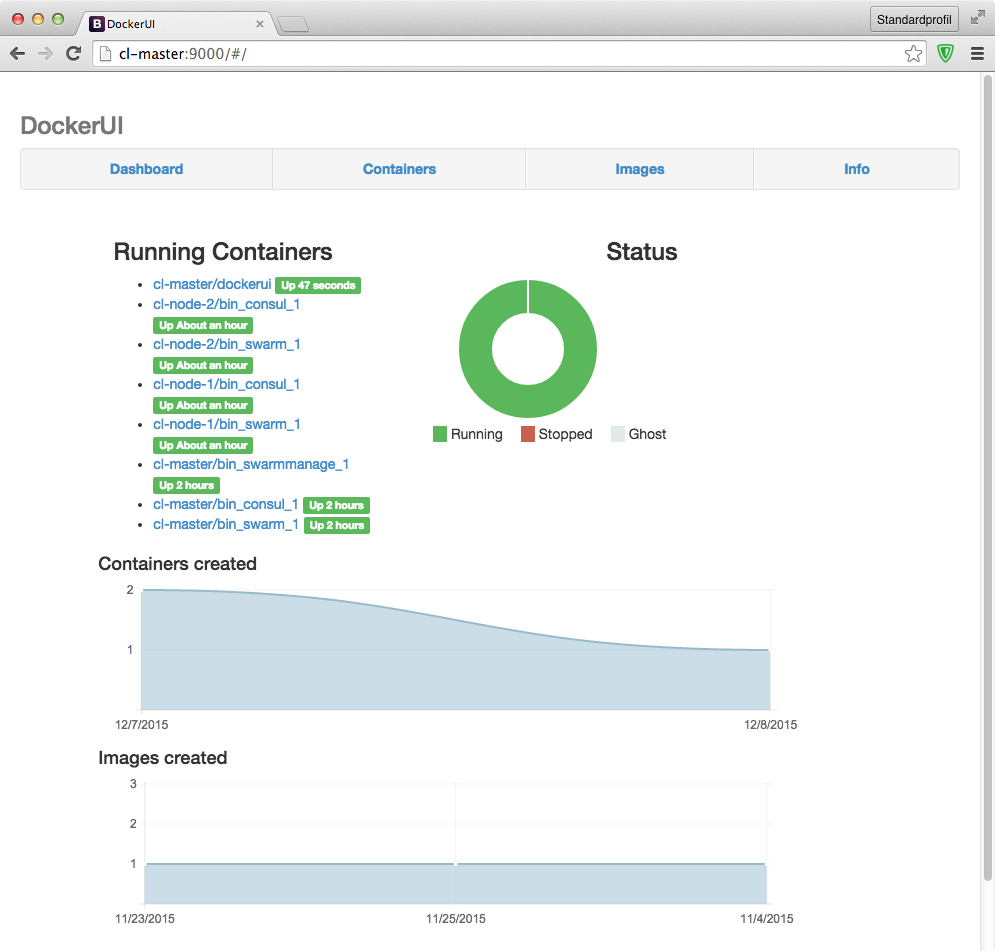 DockerUI
Standardprofil
cl-master:9000/#/
DockerUI
Dashboard Containers Images Info
Running Containers
cl-master/dockerui Up 47 seconds
cl-node-2/bin_consul_1
Up About an hour
cl-node-2/bin_swarm_1
Up About an hour
cl-node-1/bin_consul_1
Up About an hour
cl-node-1/bin_swarm_1
Up About an hour
cl-master/bin_swarmmanage_1
Up 2 hours
cl-master/bin_consul_1 Up 2 hours
cl-master/bin_swarm_1 Up 2 hours
Status
Running Stopped Ghost
Containers created
2
1
12/7/2015 12/8/2015
Images created
3
2
1
11/23/2015 11/25/2015 11/4/2015